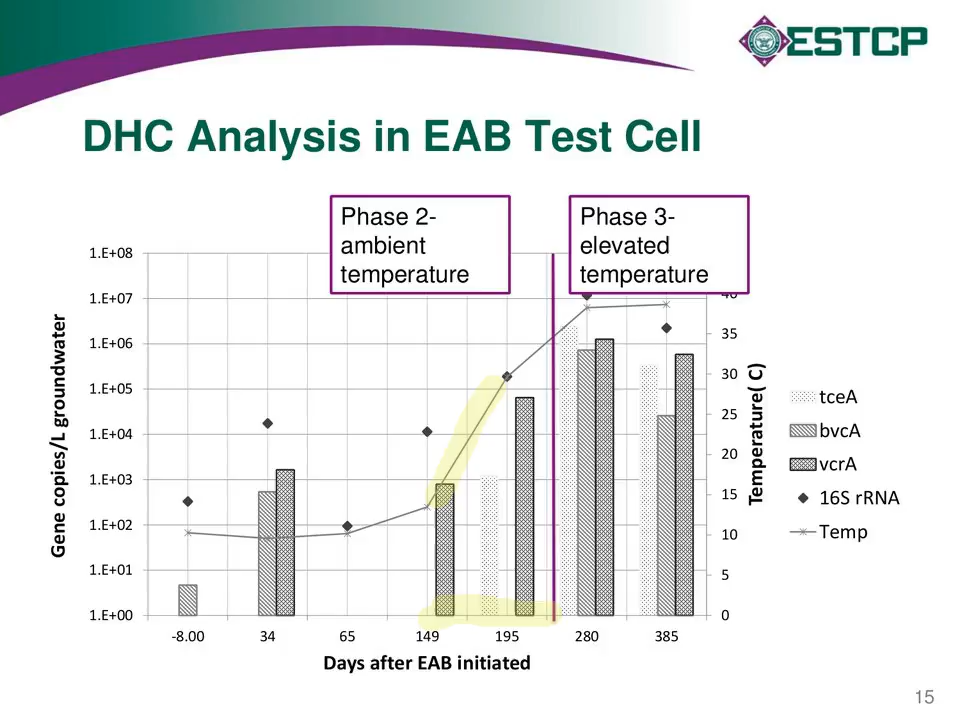 ESTCP
DHC Analysis in EAB Test Cell
Phase 2-
ambient
temperature
Phase 3-
elevated
temperature
Gene copies/L groundwater
1.E+08
1.E+07
1.E+06
1.E+05
1.E+04
1.E+03
1.E+02
1.E+01
1.E+00
40
35
30
25
20
15
10
5
0
Temperature( C)
tceA
bvcA
vcrA
16S rRNA
Temp
-8.00 34 65 149 195 280 385
Days after EAB initiated
15